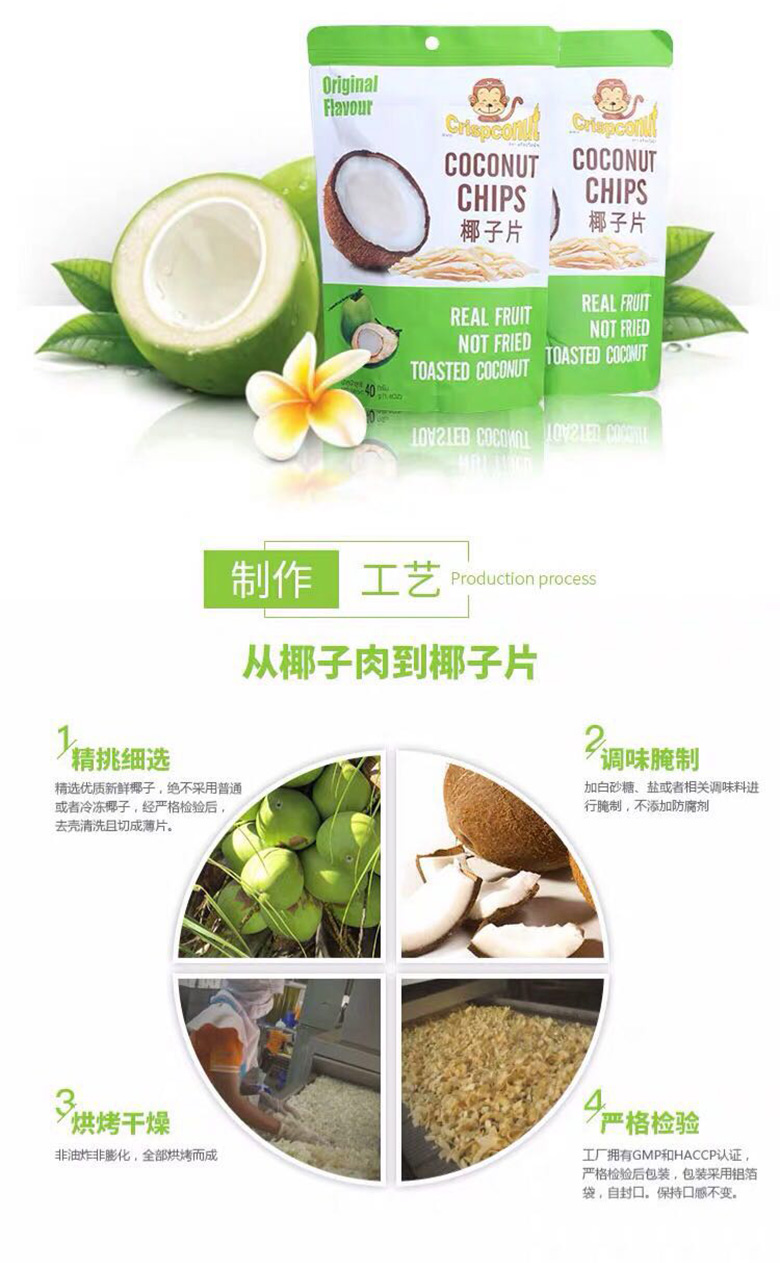 Original
Flavour
Crispconut
COCONUT
CHIPS
椰子片
REAL FRUIT
NOT FRIED
TOASTED COCONUT
40
Crispconut
COCONUT
CHIPS
椰子片
REAL FRUIT
NOT FRIED
TOASTED COCONUT
制作 工艺 Production process
从椰子肉到椰子片
1 精挑细选
精选优质新鲜椰子，绝不采用普通
或者冷冻椰子，经严格检验后，
去壳清洗且切成薄片。
2 调味腌制
加白砂糖、盐或者相关调味料进
行腌制，不添加防腐剂
3 烘烤干燥
非油炸非膨化，全部烘烤而成
4 严格检验
工厂拥有GMP和HACCP认证，
严格检验后包装，包装采用铝箔
袋，自封口。保持口感不变。